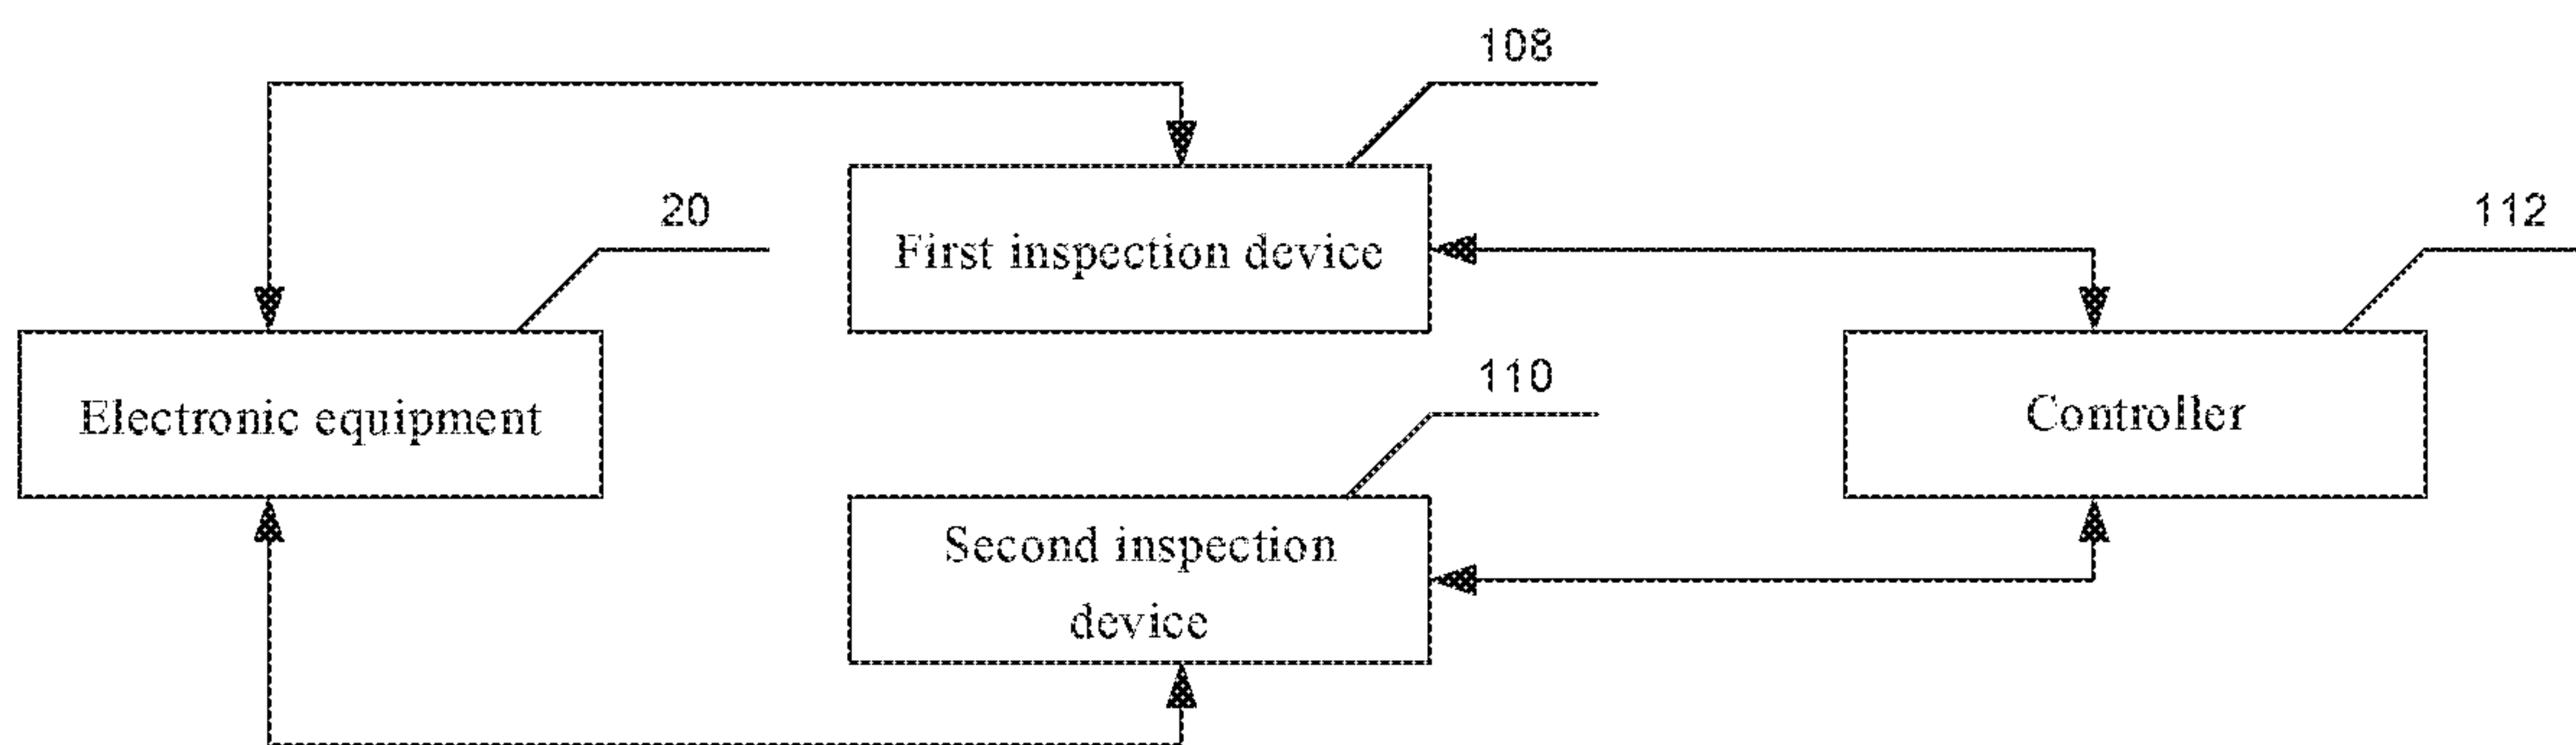 108
20
First inspection device
112
Electronic equipment
110
Controller
Second inspection
device